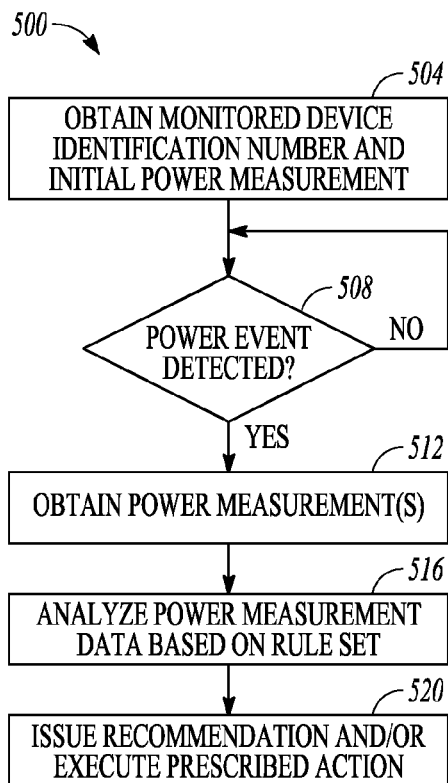 500
504
OBTAIN MONITORED DEVICE
IDENTIFICATION NUMBER AND
INITIAL POWER MEASUREMENT
508
POWER EVENT
DETECTED?
NO
YES
512
OBTAIN POWER MEASUREMENT(S)
516
ANALYZE POWER MEASUREMENT
DATA BASED ON RULE SET
520
ISSUE RECOMMENDATION AND/OR
EXECUTE PRESCRIBED ACTION